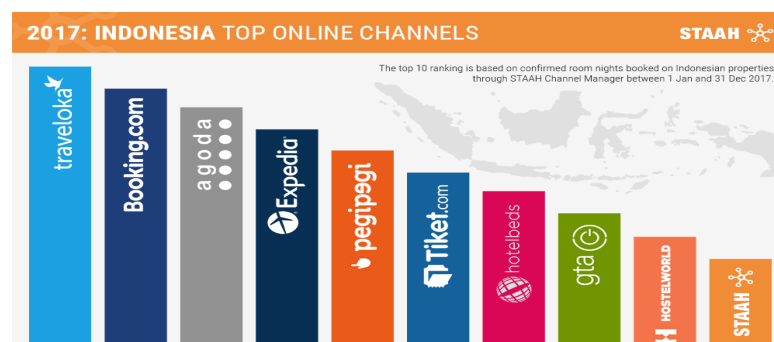 2017: INDONESIA TOP ONLINE CHANNELS
STAAH
The top 10 ranking is based on confirmed room nights booked on Indonesian properties
through STAAH Channel Manager between 1 Jan and 31 Dec 2017.
traveloka
Booking.com
agoda
Expedia
pegipegi
Tiket.com
hotelbeds
gta
HOSTELWORLD
STAAH